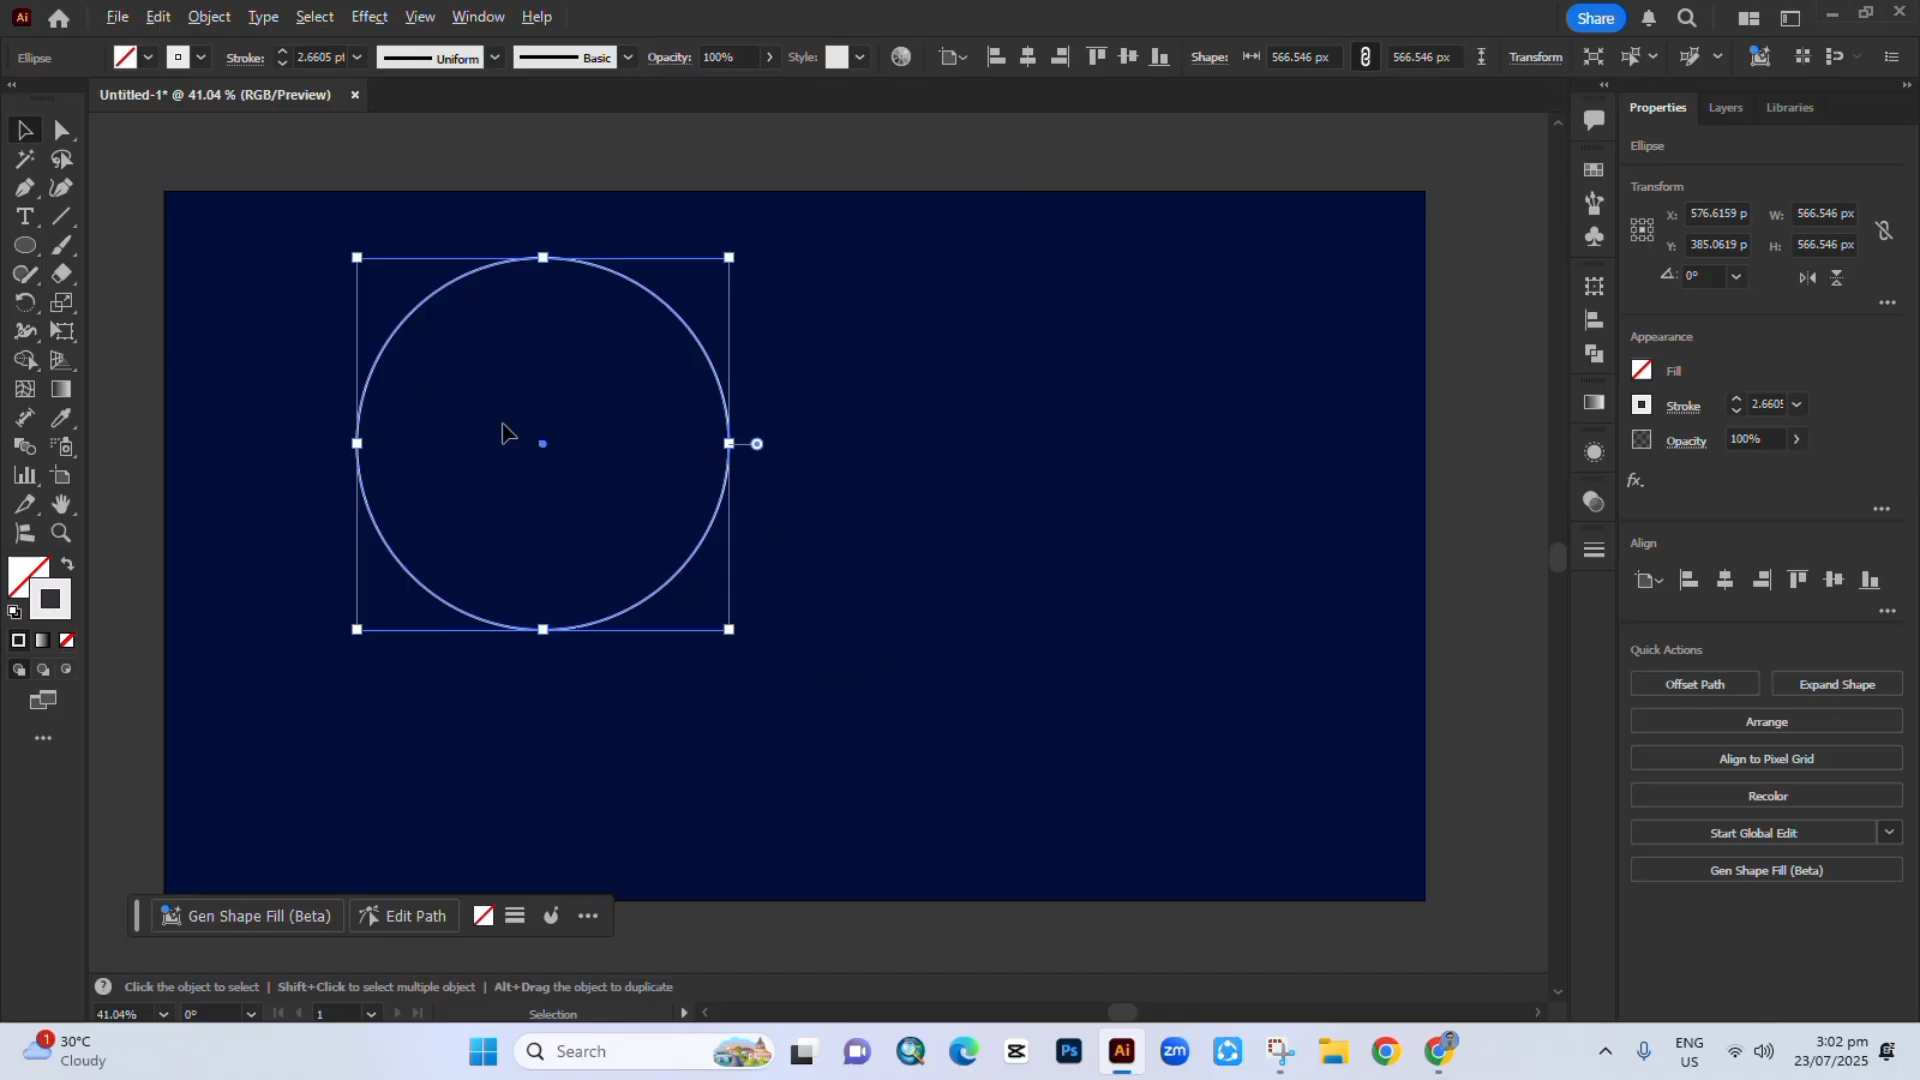 Ai File Edit Object Type Select Effect View Window Help Share
Ellipse Stroke: 2.6605 pt Uniform Basic Opacity: 100% Style: Shape: 566.546 px 566.546 px Transform
Untitled-1* @ 41.04 % (RGB/Preview)
Properties Layers Libraries
Ellipse
Transform
X: 576.6159 p W: 566.546 px
Y: 385.0619 p H: 566.546 px
0°
Appearance
Fill
Stroke 2.6605
Opacity 100%
fx.
Align
Quick Actions
Offset Path Expand Shape
Arrange
Align to Pixel Grid
Recolor
Start Global Edit
Gen Shape Fill (Beta)
Gen Shape Fill (Beta) Edit Path
Click the object to select | Shift+Click to select multiple object | Alt+Drag the object to duplicate
41.04% 0° 1 Selection
1 30°C
Cloudy
Search
Ps Ai zm
ENG
US
3:02 pm
23/07/2025